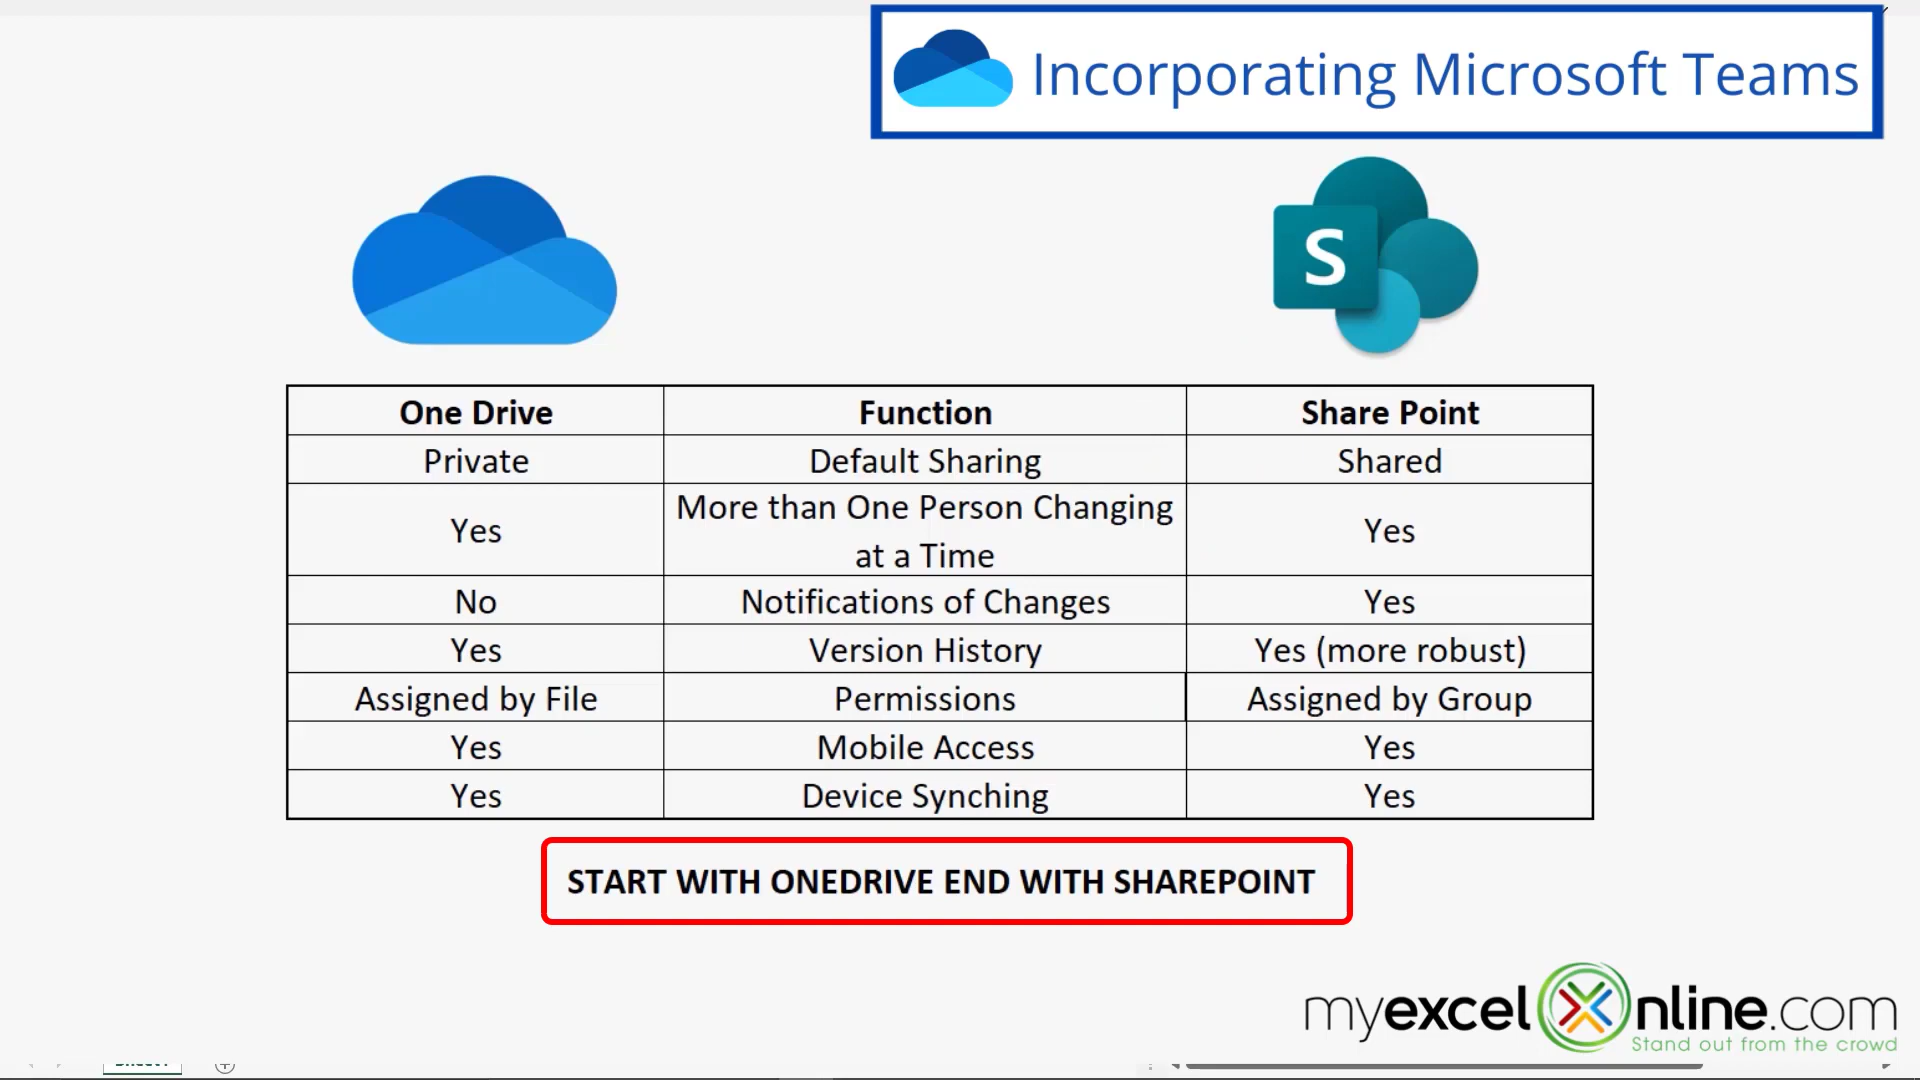 Incorporating Microsoft Teams
S
One Drive Function Share Point
Private Default Sharing Shared
Yes More than One Person Changing Yes
at a Time
No Notifications of Changes Yes
Yes Version History Yes (more robust)
Assigned by File Permissions Assigned by Group
Yes Mobile Access Yes
Yes Device Synching Yes
START WITH ONEDRIVE END WITH SHAREPOINT
myexcelOnline.com
Stand out from the crowd